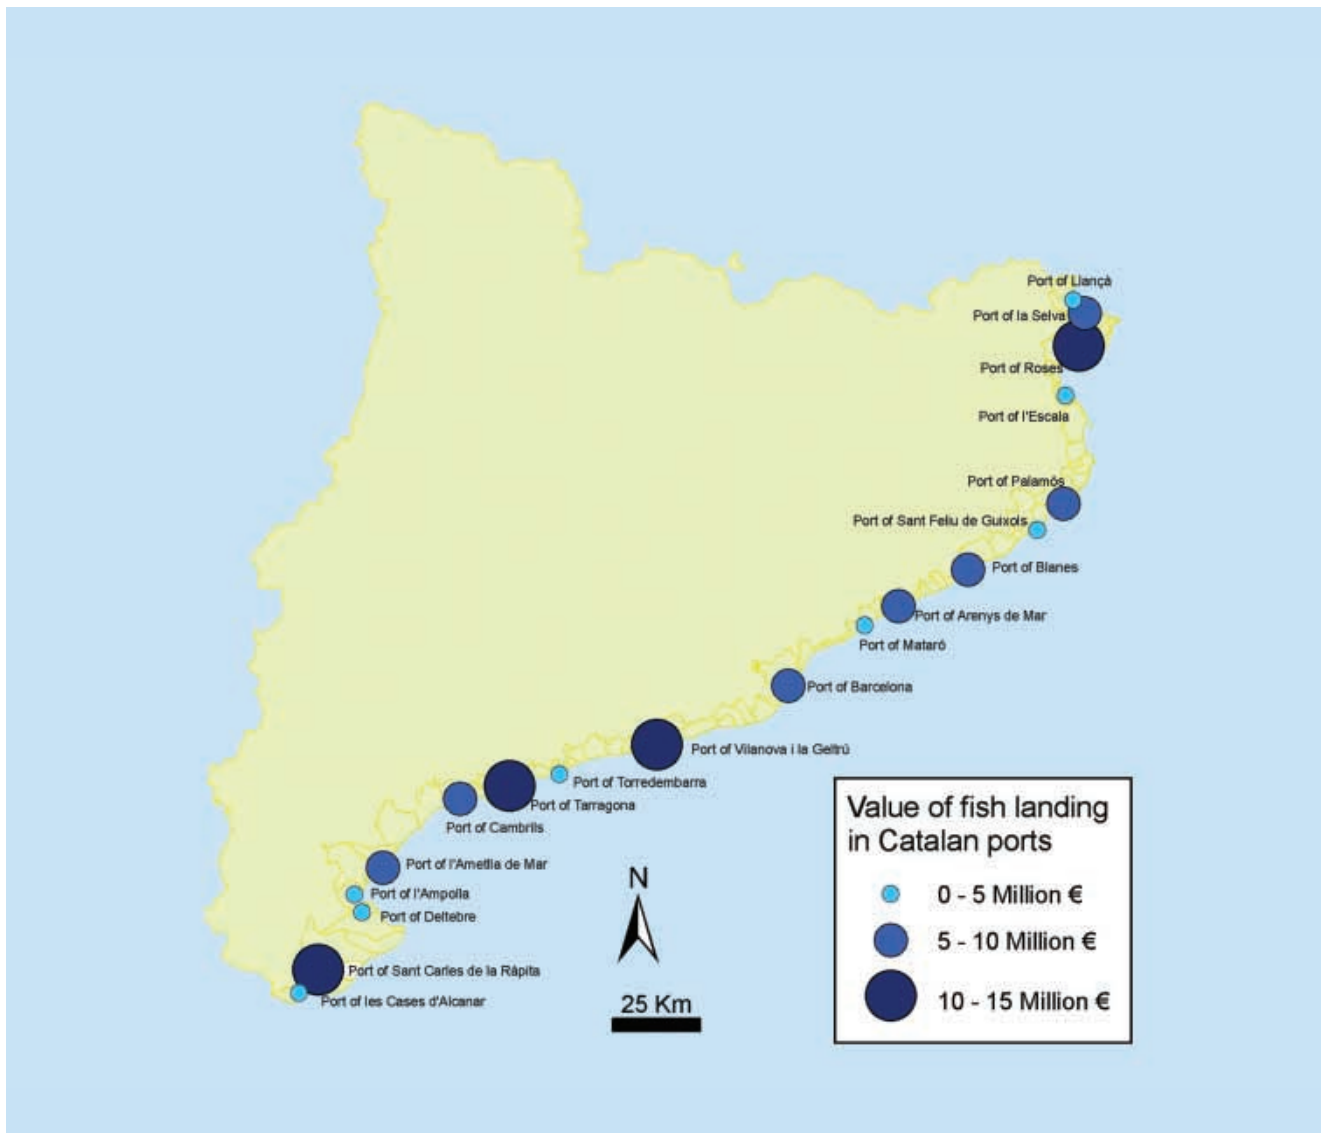 Port of Llançà
Port of la Selva
Port of Roses
Port of l'Escala
Port of Palamós
Port of Sant Feliu de Guixols
Port of Blanes
Port of Arenys de Mar
Port of Mataró
Port of Barcelona
Port of Vilanova i la Geltrú
Port of Torredembarra
Port of Tarragona
Port of Cambrils
Port of l'Ametlla de Mar
Port of l'Ampolla
Port of Deltebre
Port of Sant Carles de la Ràpita
Port of les Cases d'Alcanar
N
25 Km
Value of fish landing
in Catalan ports
0 - 5 Million €
5 - 10 Million €
10 - 15 Million €